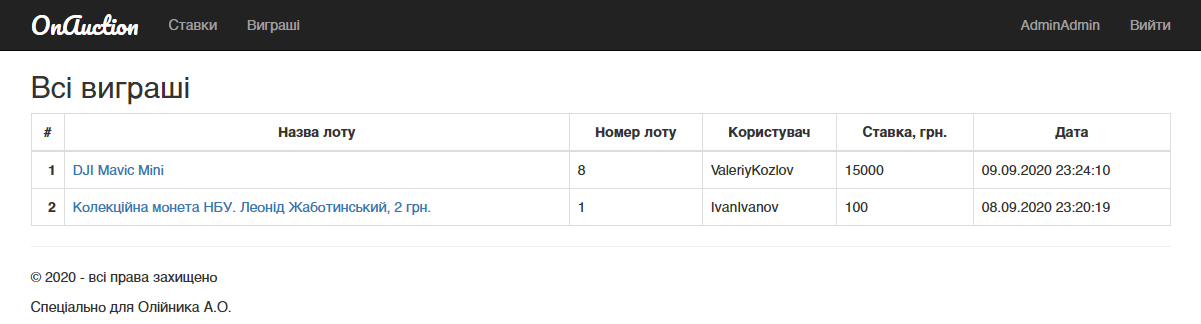 OnAuction Ставки Виграші AdminAdmin Вийти
Всі виграші
# Назва лоту Номер лоту Користувач Ставка, грн. Дата
1 DJI Mavic Mini 8 ValeriyKozlov 15000 09.09.2020 23:24:10
2 Колекційна монета НБУ. Леонід Жаботинський, 2 грн. 1 IvanIvanov 100 08.09.2020 23:20:19
© 2020 - всі права захищено
Спеціально для Олійника А.О.